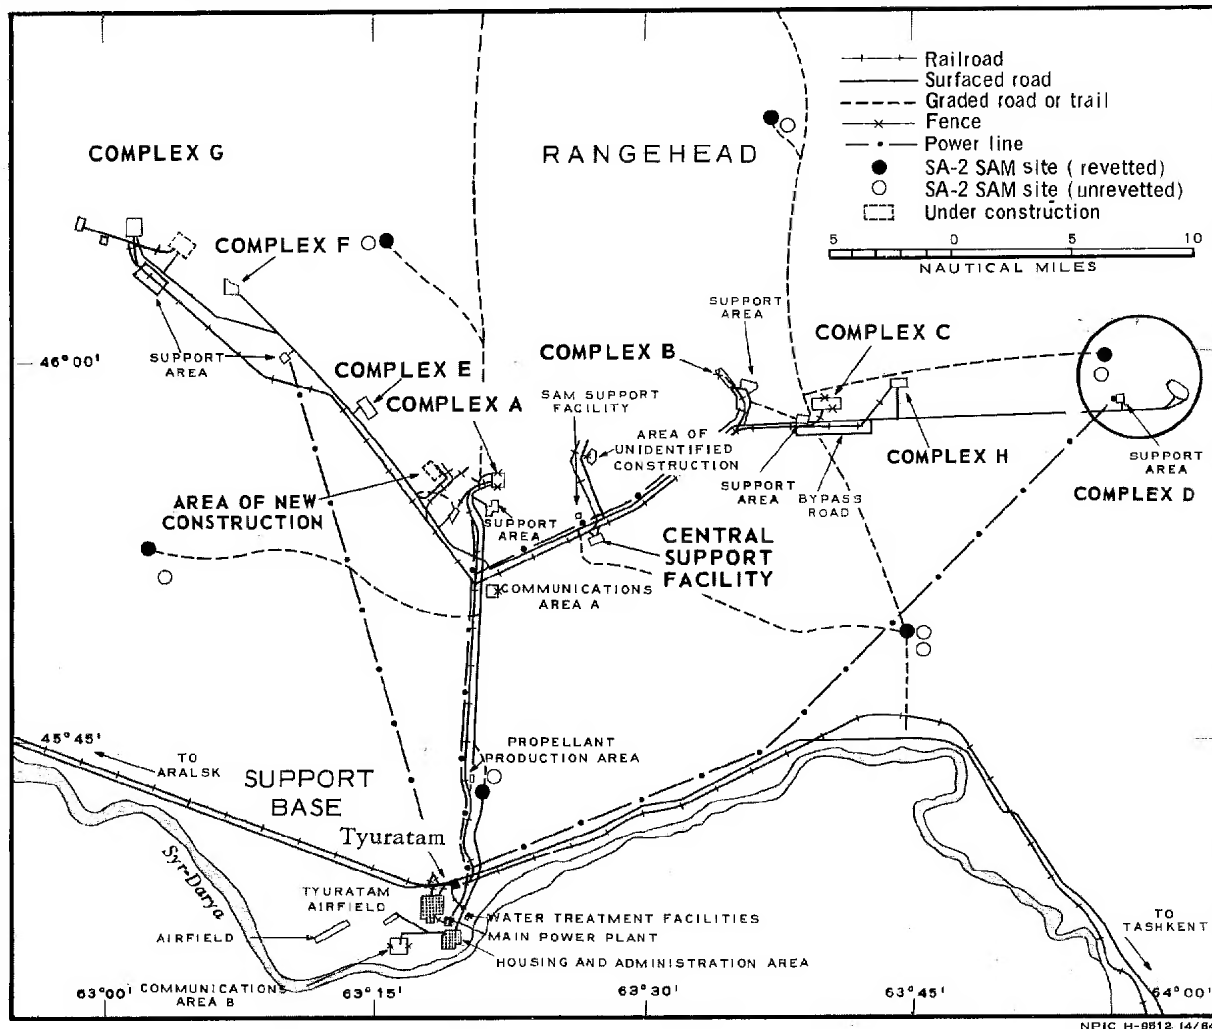 Railroad
Surfaced road
Graded road or trail
Fence
Power line
SA-2 SAM site (revetted)
SA-2 SAM site (unrevetted)
Under construction
5 0 5 10
NAUTICAL MILES
COMPLEX G
RANGEHEAD
COMPLEX F
SUPPORT
AREA
SUPPORT
AREA
COMPLEX C
COMPLEX B
46°00'
COMPLEX E
COMPLEX A
SAM SUPPORT
FACILITY
AREA OF
UNIDENTIFIED
CONSTRUCTION
COMPLEX H
SUPPORT
AREA
SUPPORT
AREA
COMPLEX D
BYPASS
ROAD
AREA OF NEW
CONSTRUCTION
SUPPORT
AREA
CENTRAL
SUPPORT
FACILITY
COMMUNICATIONS
AREA A
45°45'
TO
ARALSK
SUPPORT
BASE
PROPELLANT
PRODUCTION AREA
Tyuratam
Syr-Darya
TYURATAM
AIRFIELD
AIRFIELD
WATER TREATMENT FACILITIES
MAIN POWER PLANT
HOUSING AND ADMINISTRATION AREA
TO
TASHKENT
COMMUNICATIONS
AREA B
63°00'
63°15'
63°30'
63°45'
64°00'